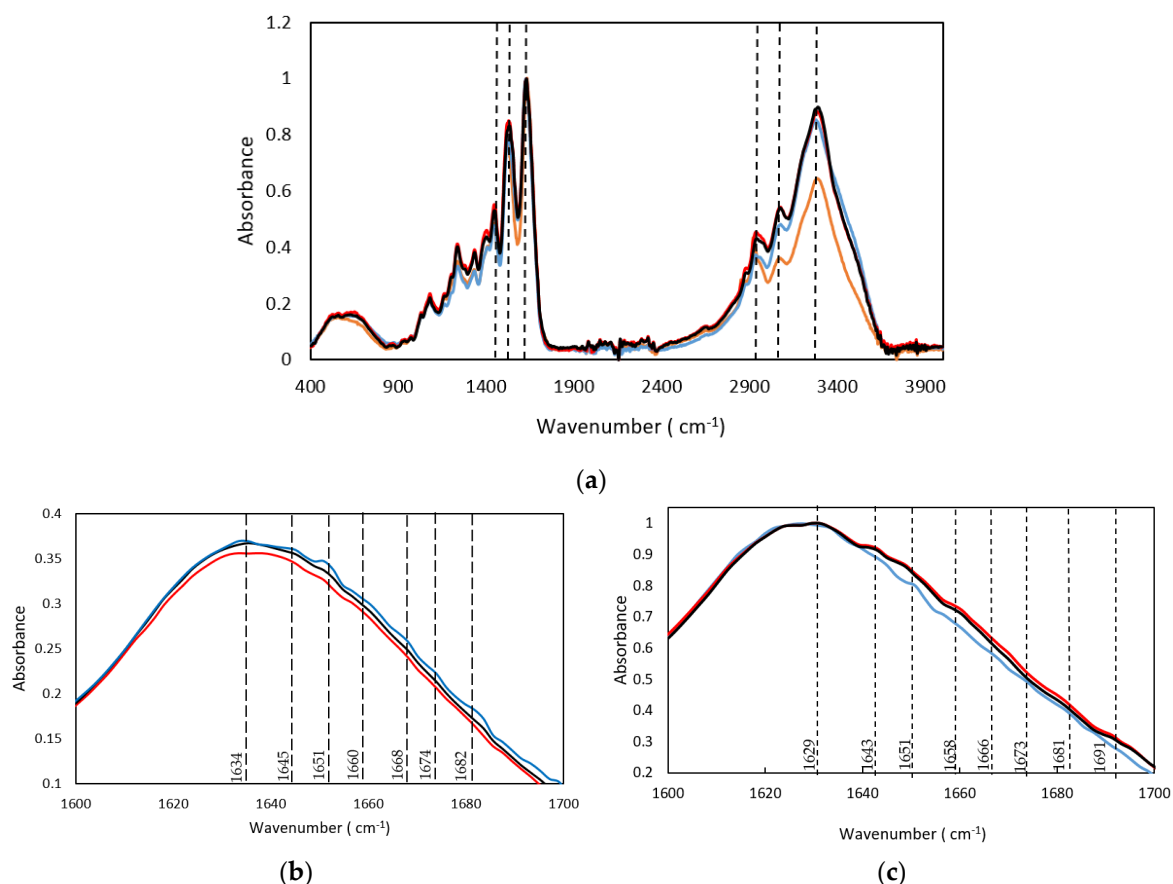 1.2
1
0.8
0.6
0.4
0.2
0
Absorbance
400 900 1400 1900 2400 2900 3400 3900
Wavenumber ( cm-1)
(a)
0.4
0.35
0.3
0.25
0.2
0.15
0.1
Absorbance
1634 1645 1651 1660 1668 1674 1682
1600 1620 1640 1660 1680 1700
Wavenumber ( cm-1)
(b)
1
0.9
0.8
0.7
0.6
0.5
0.4
0.3
0.2
Absorbance
1629 1643 1651 1658 1666 1673 1681 1691
1600 1620 1640 1660 1680 1700
Wavenumber ( cm-1)
(c)